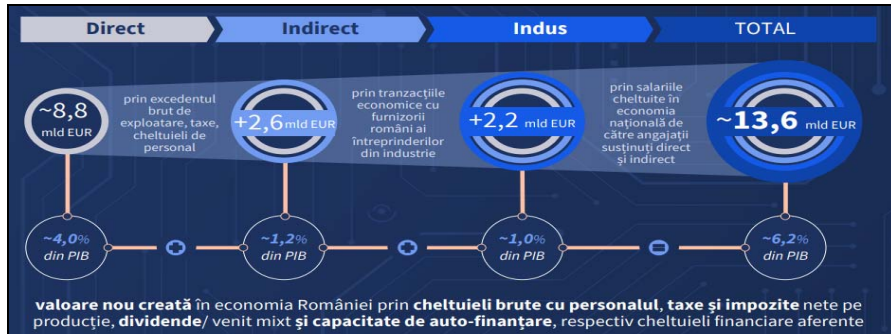 Direct
Indirect
Indus
TOTAL
~8,8
mld EUR
prin excedentul
brut de
exploatare, taxe,
cheltuieli de
personal
+2,6 mld EUR
prin tranzacțiile
economice cu
furnizorii
români ai
întreprinderilor
din industrie
+2,2 mld EUR
prin salariile
cheltuite în
economia
națională de
către angajații
susținuți direct
și indirect
~13,6
mld EUR
~4,0%
din PIB
~1,2%
din PIB
~1,0%
din PIB
~6,2%
din PIB
valoare nou creată în economia României prin cheltuieli brute cu personalul, taxe și impozite nete pe
producție, dividende/ venit mixt și capacitate de auto-finanțare, respectiv cheltuieli financiare aferente